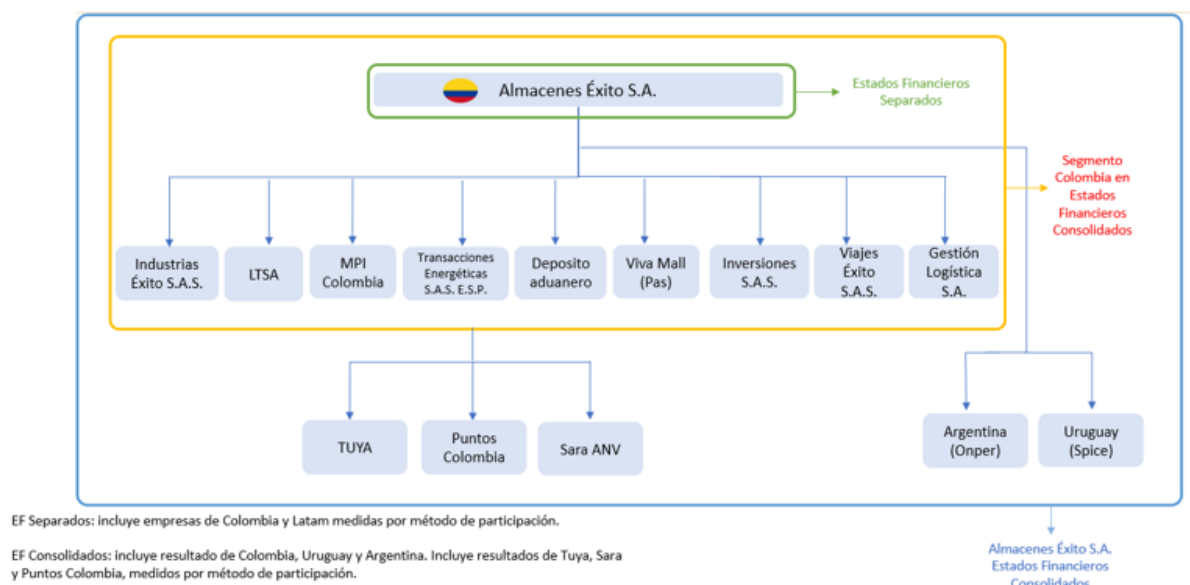 Almacenes Éxito S.A.
Estados Financieros
Separados
Segmento
Colombia en
Estados
Financieros
Consolidados
Industrias
Éxito S.A.S.
LTSA
MPI
Colombia
Transacciones
Energéticas
S.A.S. E.S.P.
Deposito
aduanero
Viva Mall
(Pas)
Inversiones
S.A.S.
Viajes
Éxito
S.A.S.
Gestión
Logística
S.A.
TUYA
Puntos
Colombia
Sara ANV
Argentina
(Onper)
Uruguay
(Spice)
EF Separados: incluye empresas de Colombia y Latam medidas por método de participación.
EF Consolidados: incluye resultado de Colombia, Uruguay y Argentina. Incluye resultados de Tuya, Sara
y Puntos Colombia, medidos por método de participación.
Almacenes Éxito S.A.
Estados Financieros
Consolidados